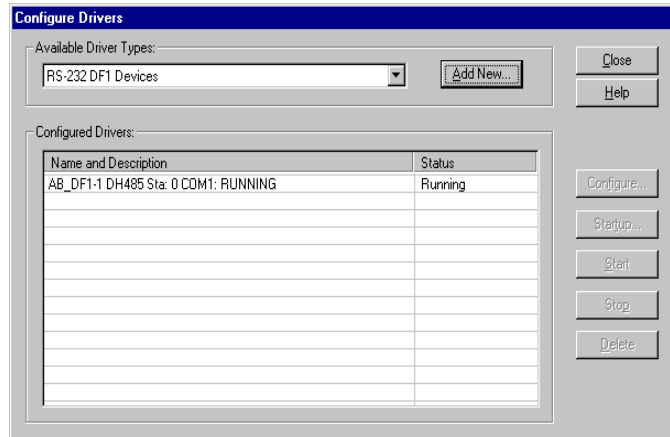 Configure Drivers
Available Driver Types:
RS-232 DF1 Devices
Add New...
Close
Help
Configured Drivers:
Name and Description
Status
AB_DF1-1 DH485 Sta: 0 COM1: RUNNING
Running
Configure...
Startup...
Start
Stop
Delete